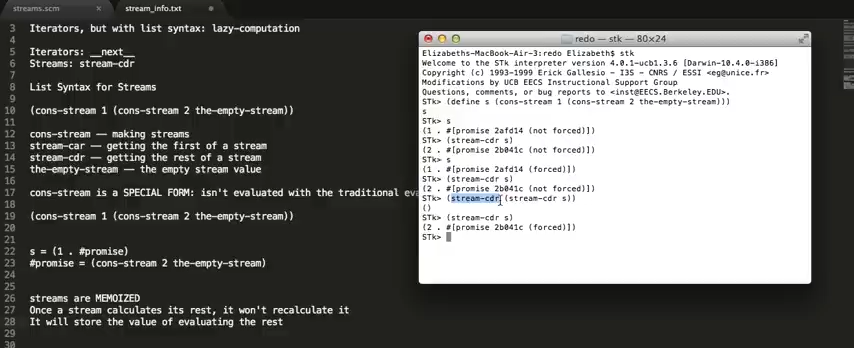 streams.scm
stream_info.txt
3 Iterators, but with list syntax: lazy-computation
4
5 Iterators: __next__
6 Streams: stream-cdr
7
8 List Syntax for Streams
9
10 (cons-stream 1 (cons-stream 2 the-empty-stream))
11
12 cons-stream —— making streams
13 stream-car —— getting the first of a stream
14 stream-cdr —— getting the rest of a stream
15 the-empty-stream —— the empty stream value
16
17 cons-stream is a SPECIAL FORM: isn't evaluated with the traditional eva
18
19 (cons-stream 1 (cons-stream 2 the-empty-stream))
20
21
22 s = (1 . #promise)
23 #promise = (cons-stream 2 the-empty-stream)
24
25
26 streams are MEMOIZED
27 Once a stream calculates its rest, it won't recalculate it
28 It will store the value of evaluating the rest
29
30
redo — stk — 80×24
Elizabeths-MacBook-Air-3:redo Elizabeth$ stk
Welcome to the STk interpreter version 4.0.1-ucb1.3.6 [Darwin-10.4.0-i386]
Copyright (c) 1993-1999 Erick Gallesio - I3S - CNRS / ESSI <eg@unice.fr>
Modifications by UCB EECS Instructional Support Group
Questions, comments, or bug reports to <inst@EECS.Berkeley.EDU>.
STk> (define s (cons-stream 1 (cons-stream 2 the-empty-stream)))
s
STk> s
(1 . #[promise 2afd14 (not forced)])
STk> (stream-cdr s)
(2 . #[promise 2b041c (not forced)])
STk> s
(1 . #[promise 2afd14 (forced)])
STk> (stream-cdr s)
(2 . #[promise 2b041c (not forced)])
STk> (stream-cdr (stream-cdr s))
()
STk> (stream-cdr s)
(2 . #[promise 2b041c (forced)])
STk>